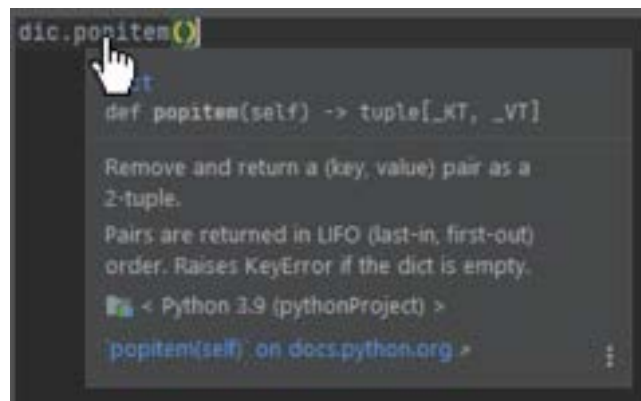 dic.popitem()
def popitem(self) -> tuple[_KT, _VT]
Remove and return a (key, value) pair as a
2-tuple.
Pairs are returned in LIFO (last-in, first-out)
order. Raises KeyError if the dict is empty.
< Python 3.9 (pythonProject) >
`popitem(self)` on docs.python.org ↗